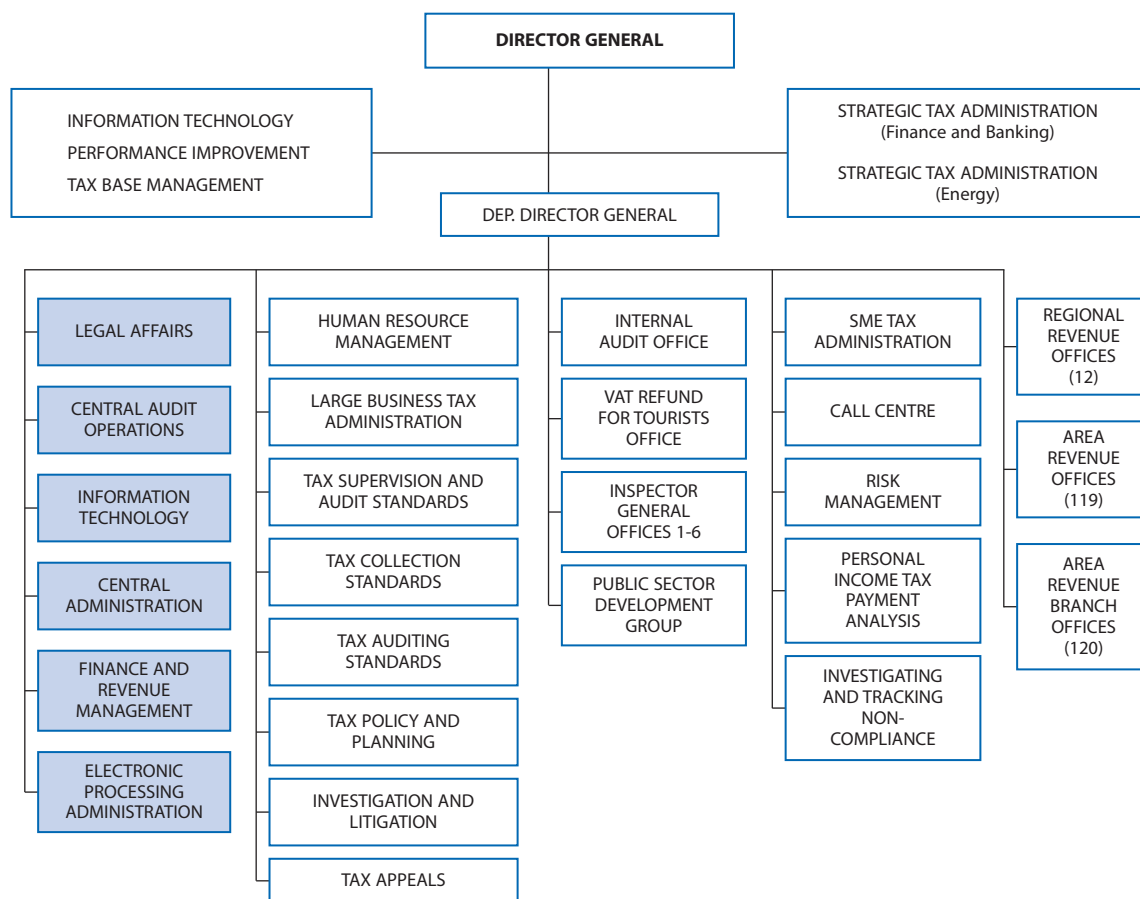 DIRECTOR GENERAL
INFORMATION TECHNOLOGY
PERFORMANCE IMPROVEMENT
TAX BASE MANAGEMENT
STRATEGIC TAX ADMINISTRATION
(Finance and Banking)
STRATEGIC TAX ADMINISTRATION
(Energy)
DEP. DIRECTOR GENERAL
LEGAL AFFAIRS
CENTRAL AUDIT
OPERATIONS
INFORMATION
TECHNOLOGY
CENTRAL
ADMINISTRATION
FINANCE AND
REVENUE
MANAGEMENT
ELECTRONIC
PROCESSING
ADMINISTRATION
HUMAN RESOURCE
MANAGEMENT
LARGE BUSINESS TAX
ADMINISTRATION
TAX SUPERVISION AND
AUDIT STANDARDS
TAX COLLECTION
STANDARDS
TAX AUDITING
STANDARDS
TAX POLICY AND
PLANNING
INVESTIGATION AND
LITIGATION
TAX APPEALS
INTERNAL
AUDIT OFFICE
VAT REFUND
FOR TOURISTS
OFFICE
INSPECTOR
GENERAL
OFFICES 1-6
PUBLIC SECTOR
DEVELOPMENT
GROUP
SME TAX
ADMINISTRATION
CALL CENTRE
RISK
MANAGEMENT
PERSONAL
INCOME TAX
PAYMENT
ANALYSIS
INVESTIGATING
AND TRACKING
NON-
COMPLIANCE
REGIONAL
REVENUE
OFFICES
(12)
AREA
REVENUE
OFFICES
(119)
AREA
REVENUE
BRANCH
OFFICES
(120)